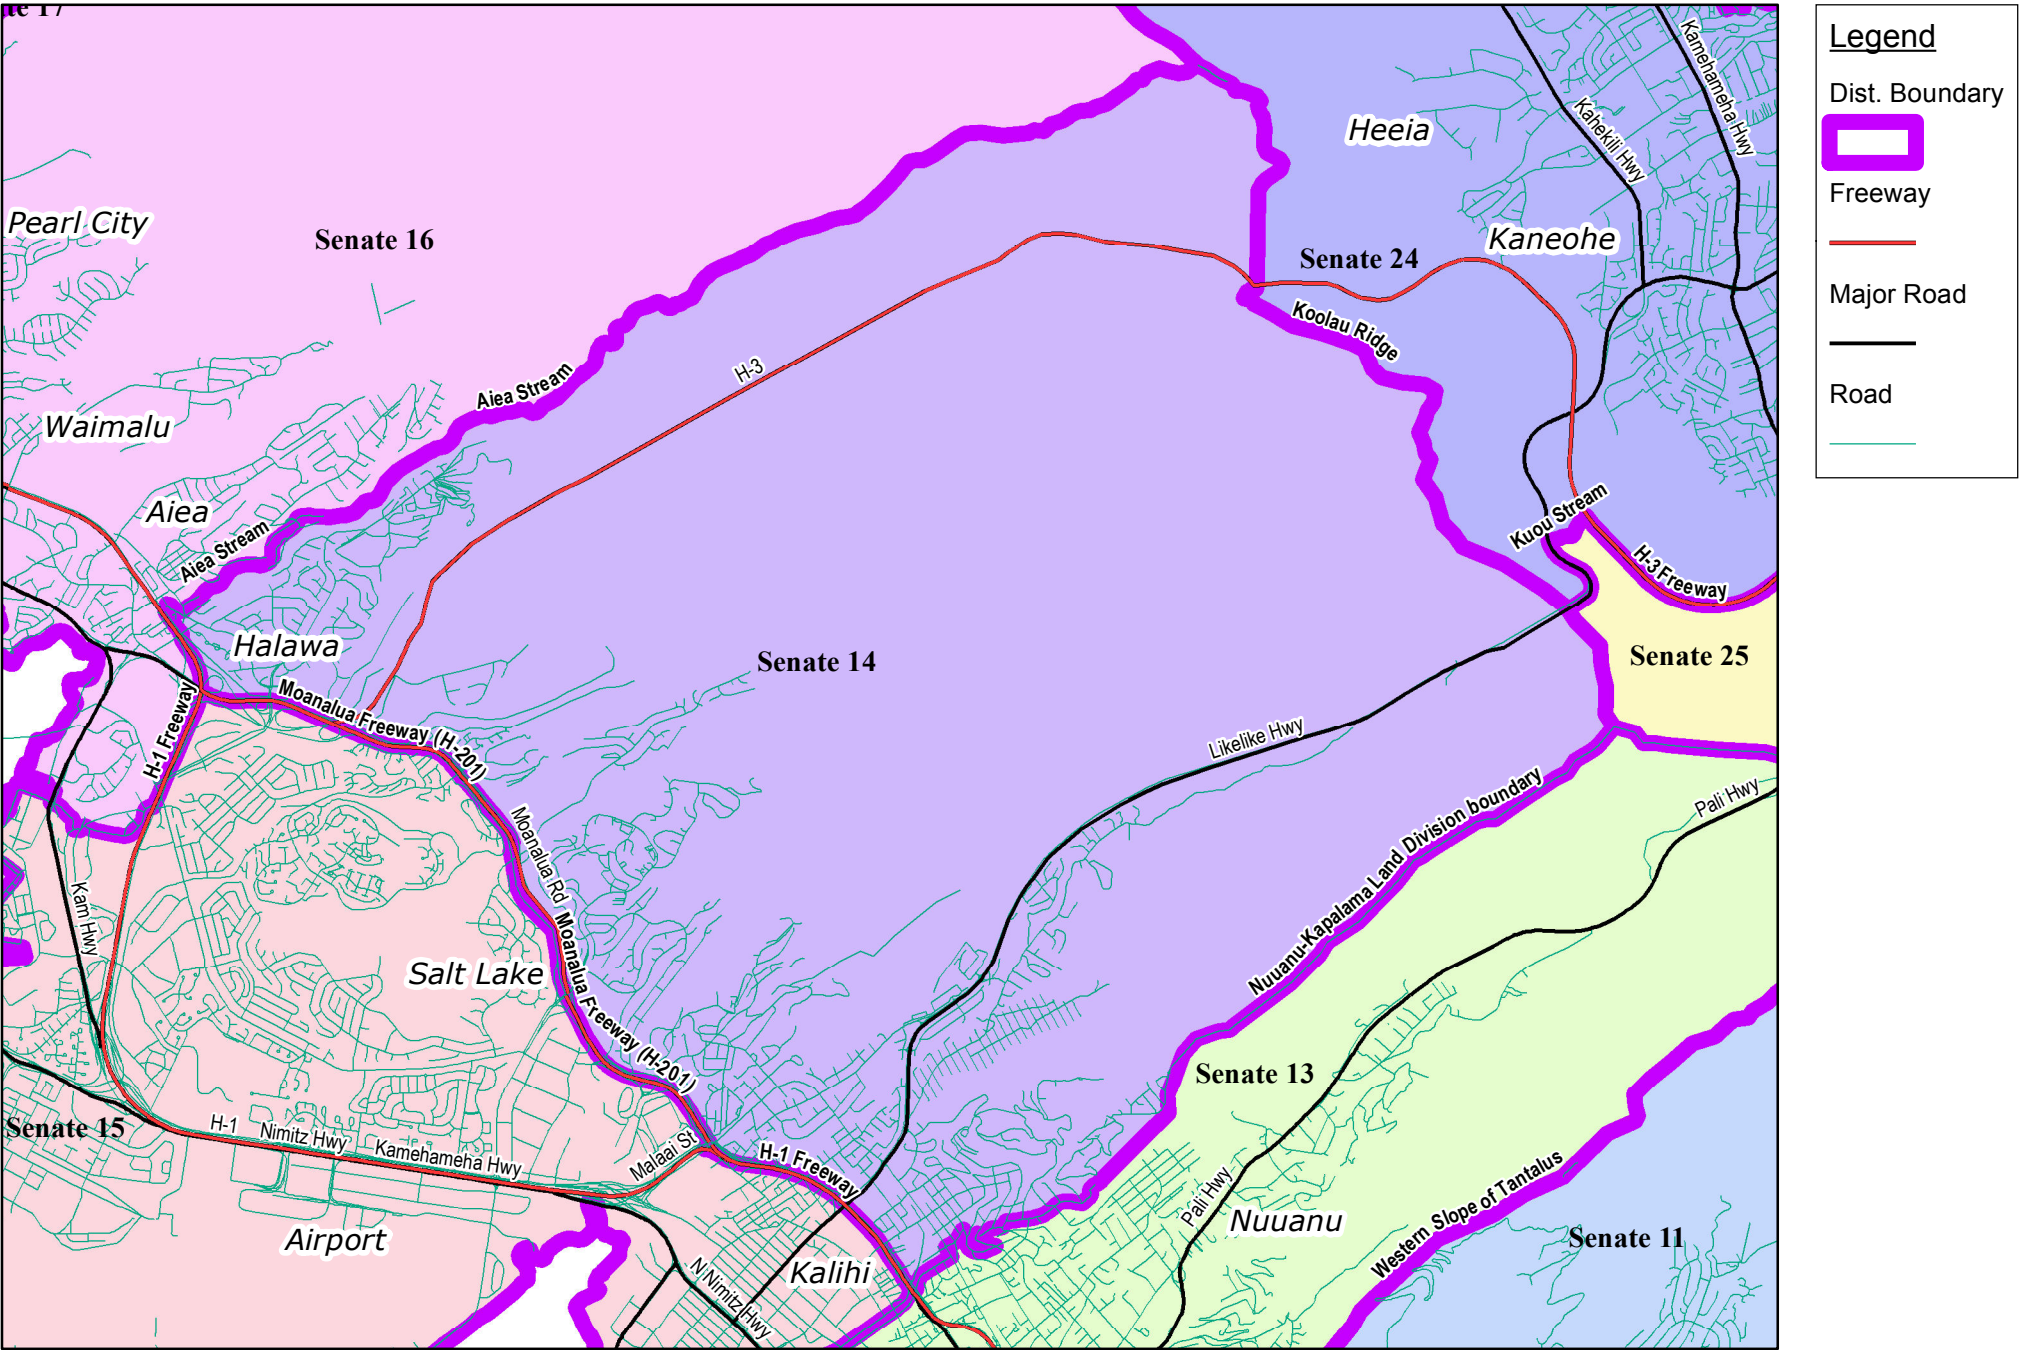 te 17
Kamehameha Hwy
Kahekili Hwy
Heeia
Pearl City
Senate 16
Kaneohe
Senate 24
Koolau Ridge
H-3
Aiea Stream
Waimalu
Aiea
Aiea Stream
Kuou Stream
H-3 Freeway
Halawa
Senate 14
Senate 25
Moanalua Freeway (H-201)
H-1 Freeway
Likelike Hwy
Nuuanu-Kapalama Land Division boundary
Pali Hwy
Moanalua Rd
Kam Hwy
Salt Lake
Moanalua Freeway (H-201)
Senate 13
Senate 15
H-1
Nimitz Hwy
Kamehameha Hwy
Malaai St
H-1 Freeway
Pali Hwy
Nuuanu
Western Slope of Tantalus
Senate 11
Airport
Kalihi
N Nimitz Hwy
Legend
Dist. Boundary
Freeway
Major Road
Road